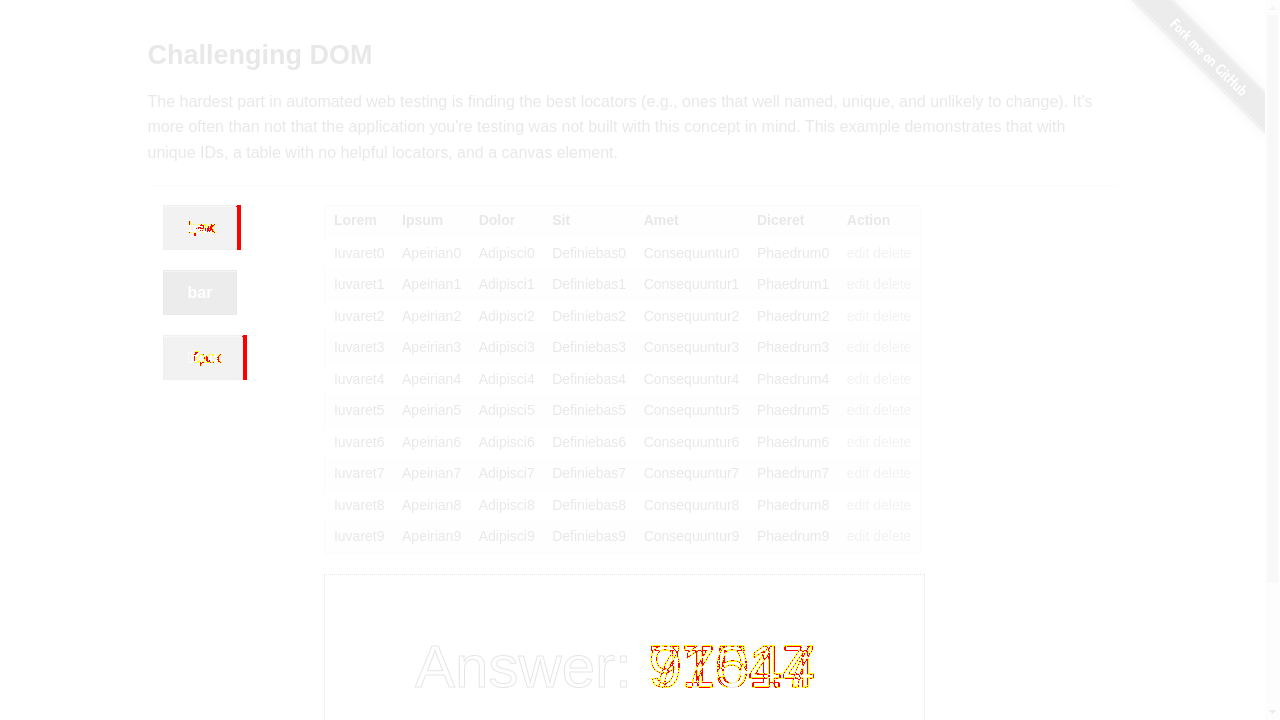 Fork me on GitHub
Challenging DOM
The hardest part in automated web testing is finding the best locators (e.g., ones that well named, unique, and unlikely to change). It's
more often than not that the application you're testing was not built with this concept in mind. This example demonstrates that with
unique IDs, a table with no helpful locators, and a canvas element.
bar
Lorem Ipsum Dolor Sit Amet Diceret Action
Iuvaret0 Apeirian0 Adipisci0 Definiebas0 Consequuntur0 Phaedrum0 edit delete
Iuvaret1 Apeirian1 Adipisci1 Definiebas1 Consequuntur1 Phaedrum1 edit delete
Iuvaret2 Apeirian2 Adipisci2 Definiebas2 Consequuntur2 Phaedrum2 edit delete
Iuvaret3 Apeirian3 Adipisci3 Definiebas3 Consequuntur3 Phaedrum3 edit delete
Iuvaret4 Apeirian4 Adipisci4 Definiebas4 Consequuntur4 Phaedrum4 edit delete
Iuvaret5 Apeirian5 Adipisci5 Definiebas5 Consequuntur5 Phaedrum5 edit delete
Iuvaret6 Apeirian6 Adipisci6 Definiebas6 Consequuntur6 Phaedrum6 edit delete
Iuvaret7 Apeirian7 Adipisci7 Definiebas7 Consequuntur7 Phaedrum7 edit delete
Iuvaret8 Apeirian8 Adipisci8 Definiebas8 Consequuntur8 Phaedrum8 edit delete
Iuvaret9 Apeirian9 Adipisci9 Definiebas9 Consequuntur9 Phaedrum9 edit delete
Answer: